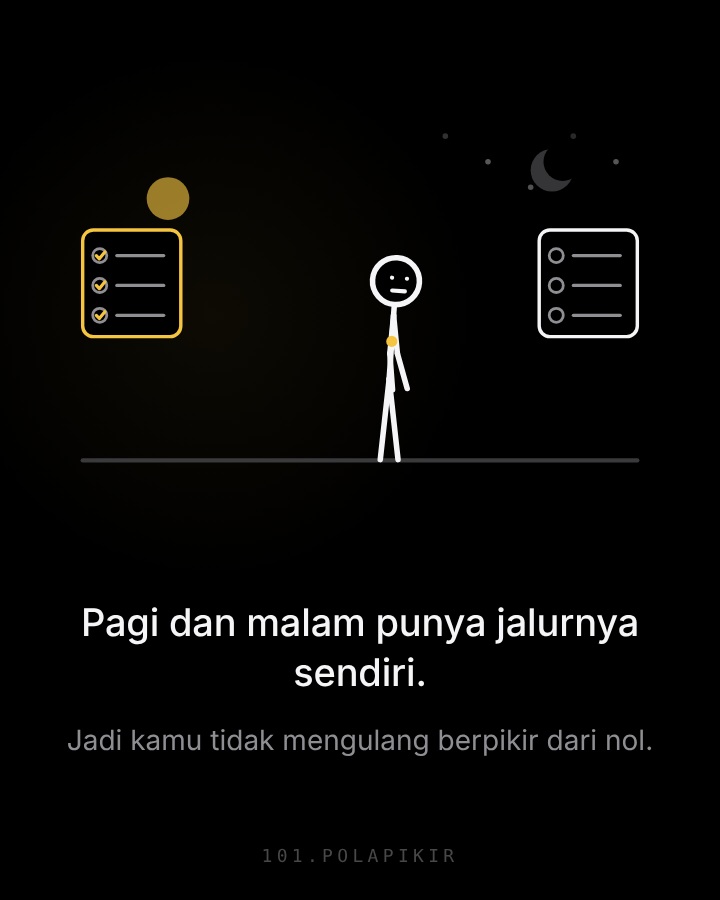 Pagi dan malam punya jalurnya
sendiri.
Jadi kamu tidak mengulang berpikir dari nol.
101.POLAPIKIR